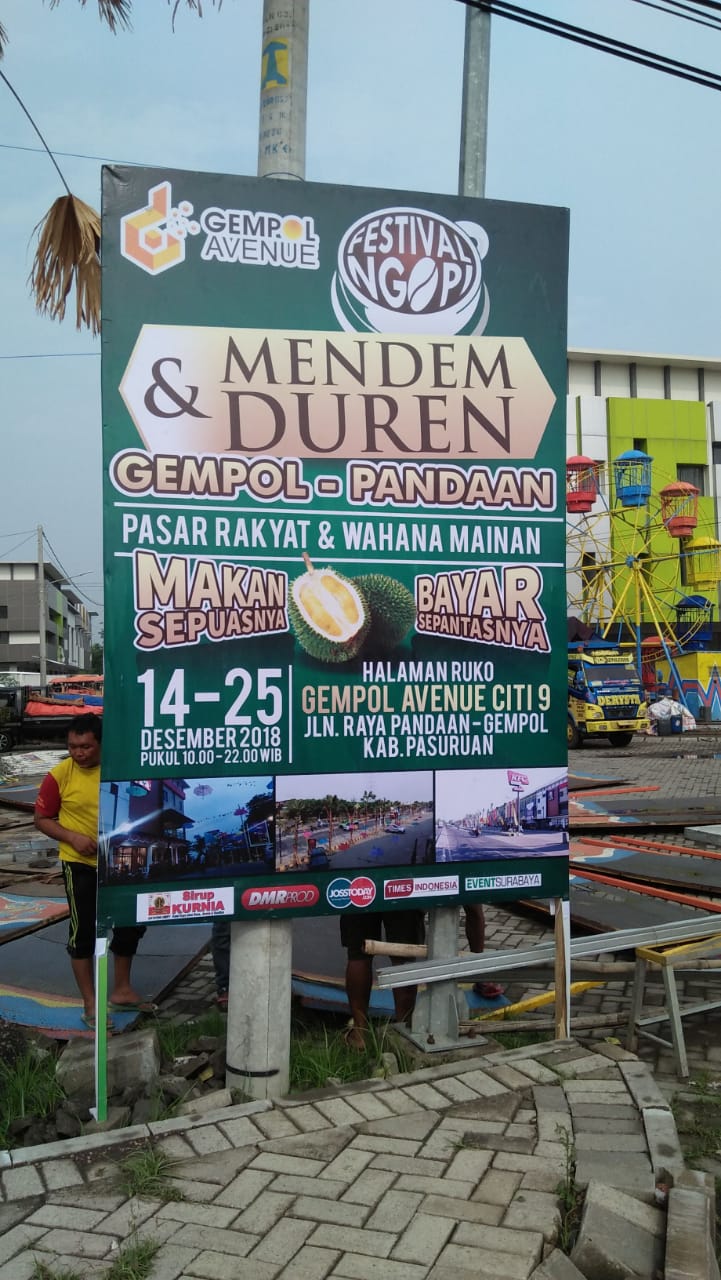 GEMPOL
AVENUE
FESTIVAL
NGOPI
& MENDEM
DUREN
GEMPOL - PANDAAN
PASAR RAKYAT & WAHANA MAINAN
MAKAN
SEPUASNYA
BAYAR
SEPANTASNYA
14-25
DESEMBER 2018
PUKUL 10.00-22.00 WIB
HALAMAN RUKO
GEMPOL AVENUE CITI 9
JLN. RAYA PANDAAN-GEMPOL
KAB. PASURUAN
KFC
Sirup
KURNIA
DMRPROD
JOSSTODAY
.COM
TIMES INDONESIA
EVENTSURABAYA